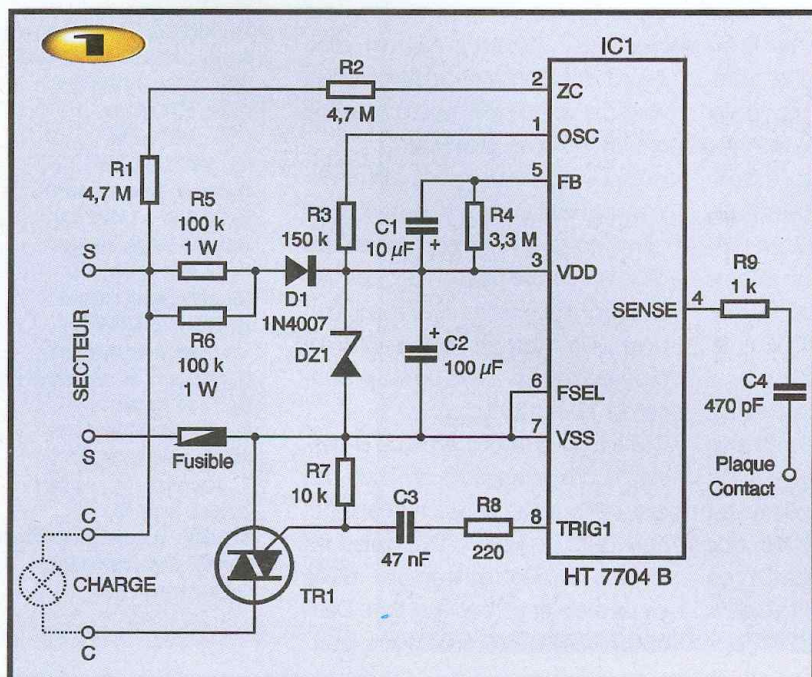 1
IC1
R2
4,7 M
2
ZC
1
OSC
R1
4,7 M
5
FB
R5
100 k
1 W
R3
150 k
C1
10 µF
+
R4
3,3 M
S
3
VDD
R9
1 k
D1
1N4007
SENSE
4
SECTEUR
R6
100 k
1 W
DZ1
+
C2
100 µF
C4
470 pF
6
FSEL
S
Fusible
7
VSS
Plaque
Contact
R7
10 k
C3
47 nF
R8
220
8
TRIG1
C
CHARGE
TR1
HT 7704 B
C